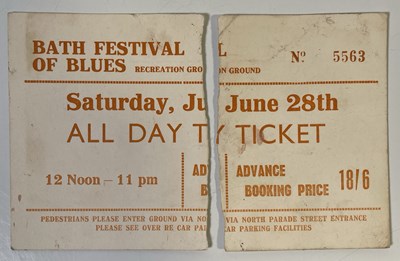 BATH FESTIVAL L Nº 5563
OF BLUES RECREATION GRO ON GROUND
Saturday, Ju June 28th
ALL DAY T Y TICKET
ADV ADVANCE
12 Noon - 11 pm B BOOKING PRICE 18/6
PEDESTRIANS PLEASE ENTER GROUND VIA NO VIA NORTH PARADE STREET ENTRANCE
PLEASE SEE OVER RE CAR PAR CAR PARKING FACILITIES